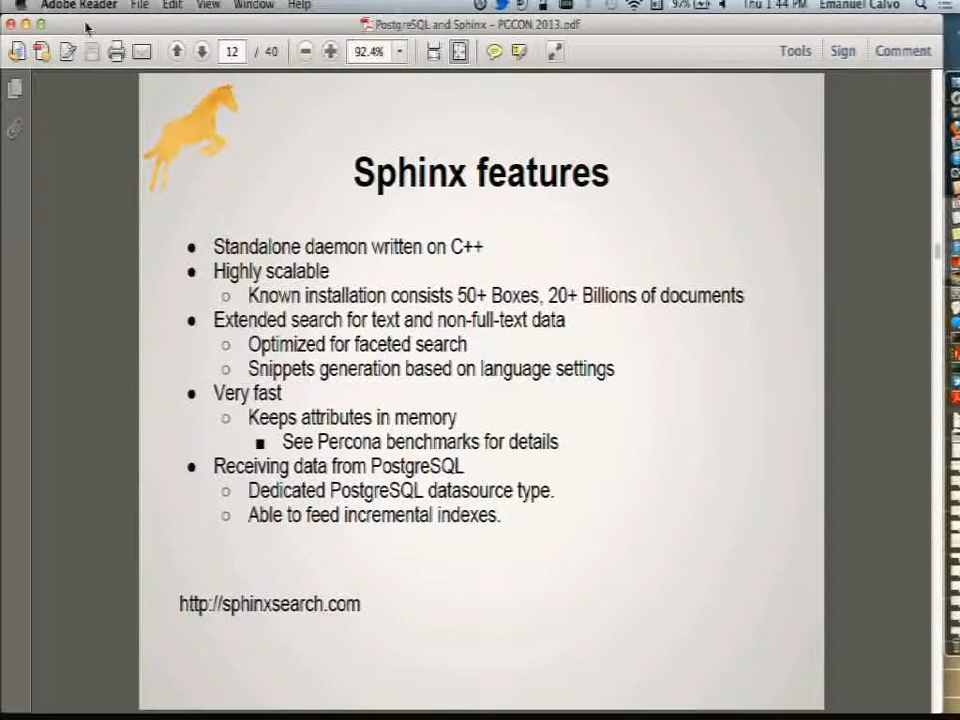 Adobe Reader File Edit View Window Help 97% Thu 1:44 PM Emanuel Calvo
PostgreSQL and Sphinx - PGCON 2013.pdf
12 / 40 92.4% Tools Sign Comment
Sphinx features
● Standalone daemon written on C++
● Highly scalable
○ Known installation consists 50+ Boxes, 20+ Billions of documents
● Extended search for text and non-full-text data
○ Optimized for faceted search
○ Snippets generation based on language settings
● Very fast
○ Keeps attributes in memory
■ See Percona benchmarks for details
● Receiving data from PostgreSQL
○ Dedicated PostgreSQL datasource type.
○ Able to feed incremental indexes.
http://sphinxsearch.com